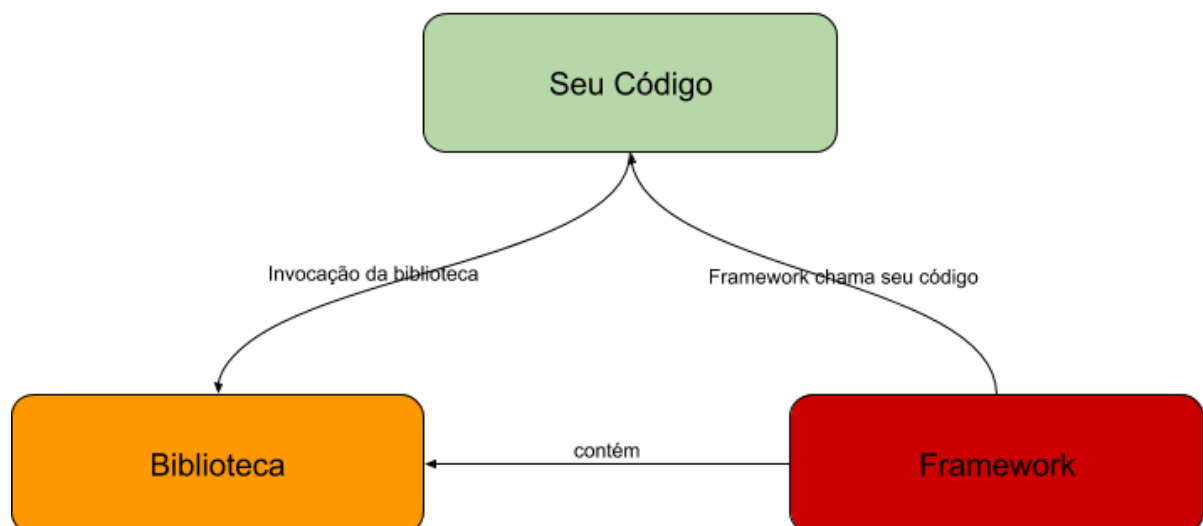 Seu Código
Invocação da biblioteca
Framework chama seu código
contém
Biblioteca
Framework